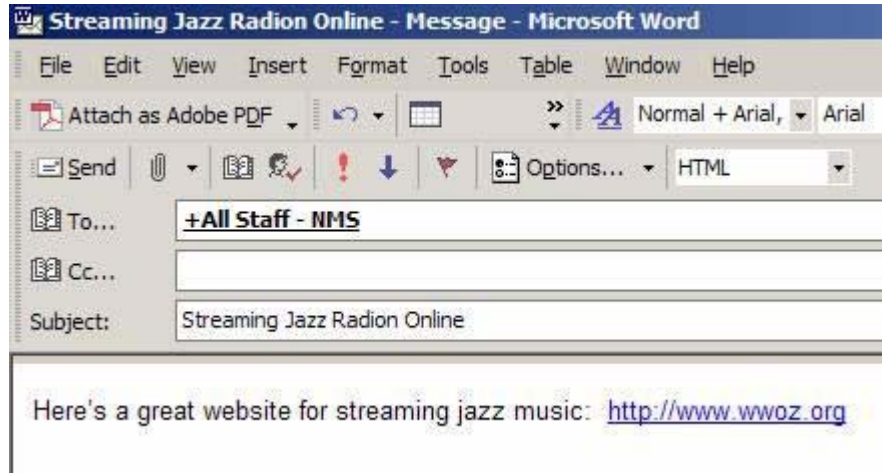 Streaming Jazz Radion Online - Message - Microsoft Word
File Edit View Insert Format Tools Table Window Help
Attach as Adobe PDF Normal + Arial, Arial
Send Options... HTML
To... +All Staff - NMS
Cc...
Subject: Streaming Jazz Radion Online
Here's a great website for streaming jazz music: http://www.wwoz.org